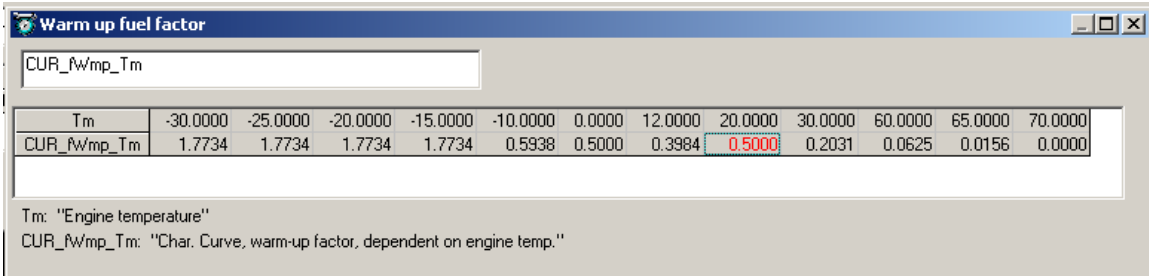 Warm up fuel factor
CUR_fWmp_Tm
Tm -30.0000 -25.0000 -20.0000 -15.0000 -10.0000 0.0000 12.0000 20.0000 30.0000 60.0000 65.0000 70.0000
CUR_fWmp_Tm 1.7734 1.7734 1.7734 1.7734 0.5938 0.5000 0.3984 0.5000 0.2031 0.0625 0.0156 0.0000
Tm: "Engine temperature"
CUR_fWmp_Tm: "Char. Curve, warm-up factor, dependent on engine temp."